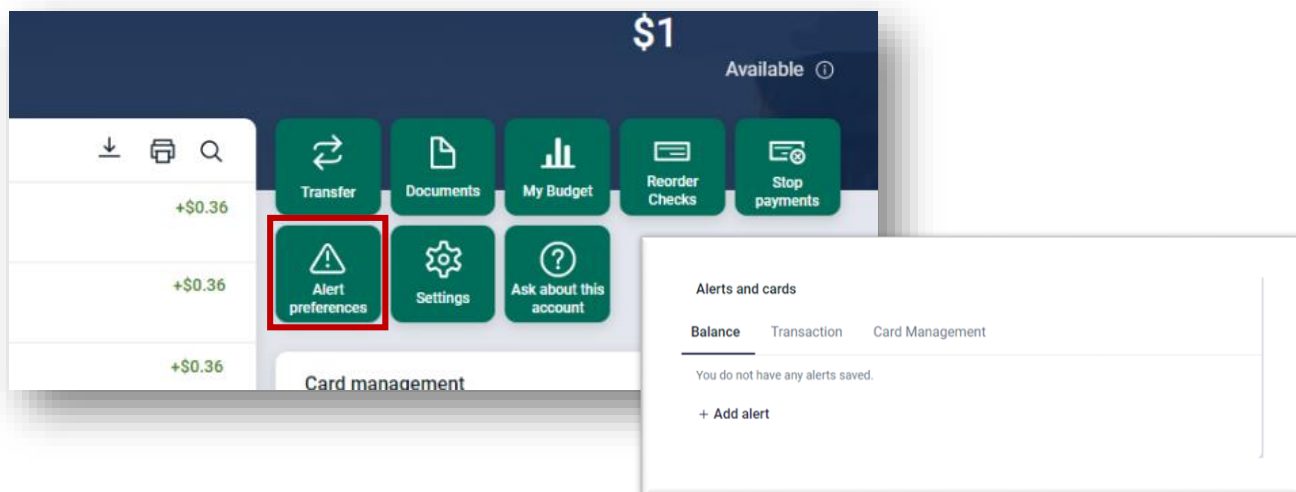 $1
Available
Transfer
Documents
My Budget
Reorder
Checks
Stop
payments
+$0.36
+$0.36
+$0.36
Alert
preferences
Settings
Ask about this
account
Card management
Alerts and cards
Balance Transaction Card Management
You do not have any alerts saved.
+ Add alert